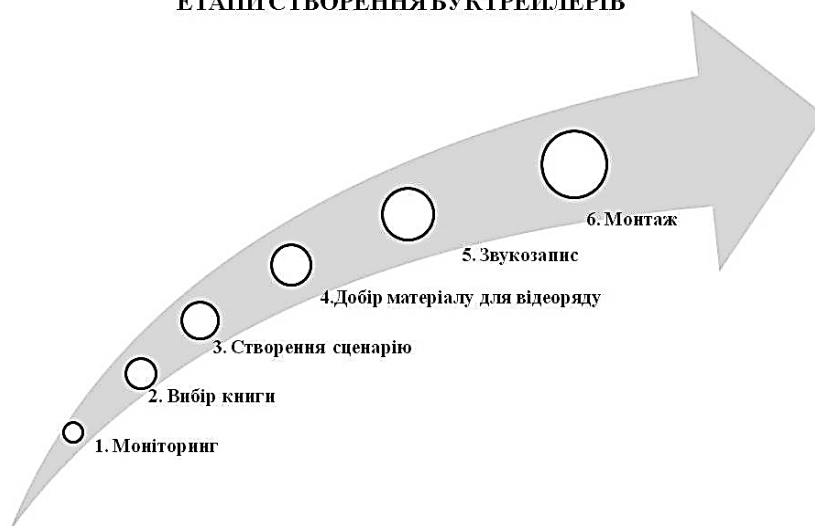 ЕТАПИ СТВОРЕННЯ БУКТРЕЙЛЕРІВ
6. Монтаж
5. Звукозапис
4.Добір матеріалу для відеоряду
3. Створення сценарію
2. Вибір книги
1. Моніторинг